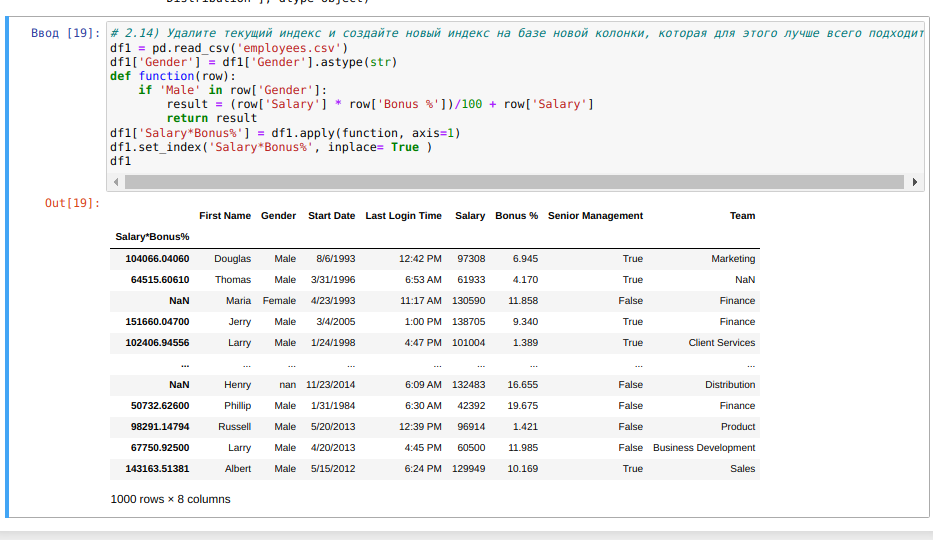 Distribution'], dtype=object)
Ввод [19]:
# 2.14) Удалите текущий индекс и создайте новый индекс на базе новой колонки, которая для этого лучше всего подходит
df1 = pd.read_csv('employees.csv')
df1['Gender'] = df1['Gender'].astype(str)
def function(row):
    if 'Male' in row['Gender']:
        result = (row['Salary'] * row['Bonus %'])/100 + row['Salary']
        return result
df1['Salary*Bonus%'] = df1.apply(function, axis=1)
df1.set_index('Salary*Bonus%', inplace= True )
df1
Out[19]:
First Name Gender Start Date Last Login Time Salary Bonus % Senior Management Team
Salary*Bonus%
104066.04060 Douglas Male 8/6/1993 12:42 PM 97308 6.945 True Marketing
64515.60610 Thomas Male 3/31/1996 6:53 AM 61933 4.170 True NaN
NaN Maria Female 4/23/1993 11:17 AM 130590 11.858 False Finance
151660.04700 Jerry Male 3/4/2005 1:00 PM 138705 9.340 True Finance
102406.94556 Larry Male 1/24/1998 4:47 PM 101004 1.389 True Client Services
... ... ... ... ... ... ... ... ...
NaN Henry nan 11/23/2014 6:09 AM 132483 16.655 False Distribution
50732.62600 Phillip Male 1/31/1984 6:30 AM 42392 19.675 False Finance
98291.14794 Russell Male 5/20/2013 12:39 PM 96914 1.421 False Product
67750.92500 Larry Male 4/20/2013 4:45 PM 60500 11.985 False Business Development
143163.51381 Albert Male 5/15/2012 6:24 PM 129949 10.169 True Sales
1000 rows × 8 columns